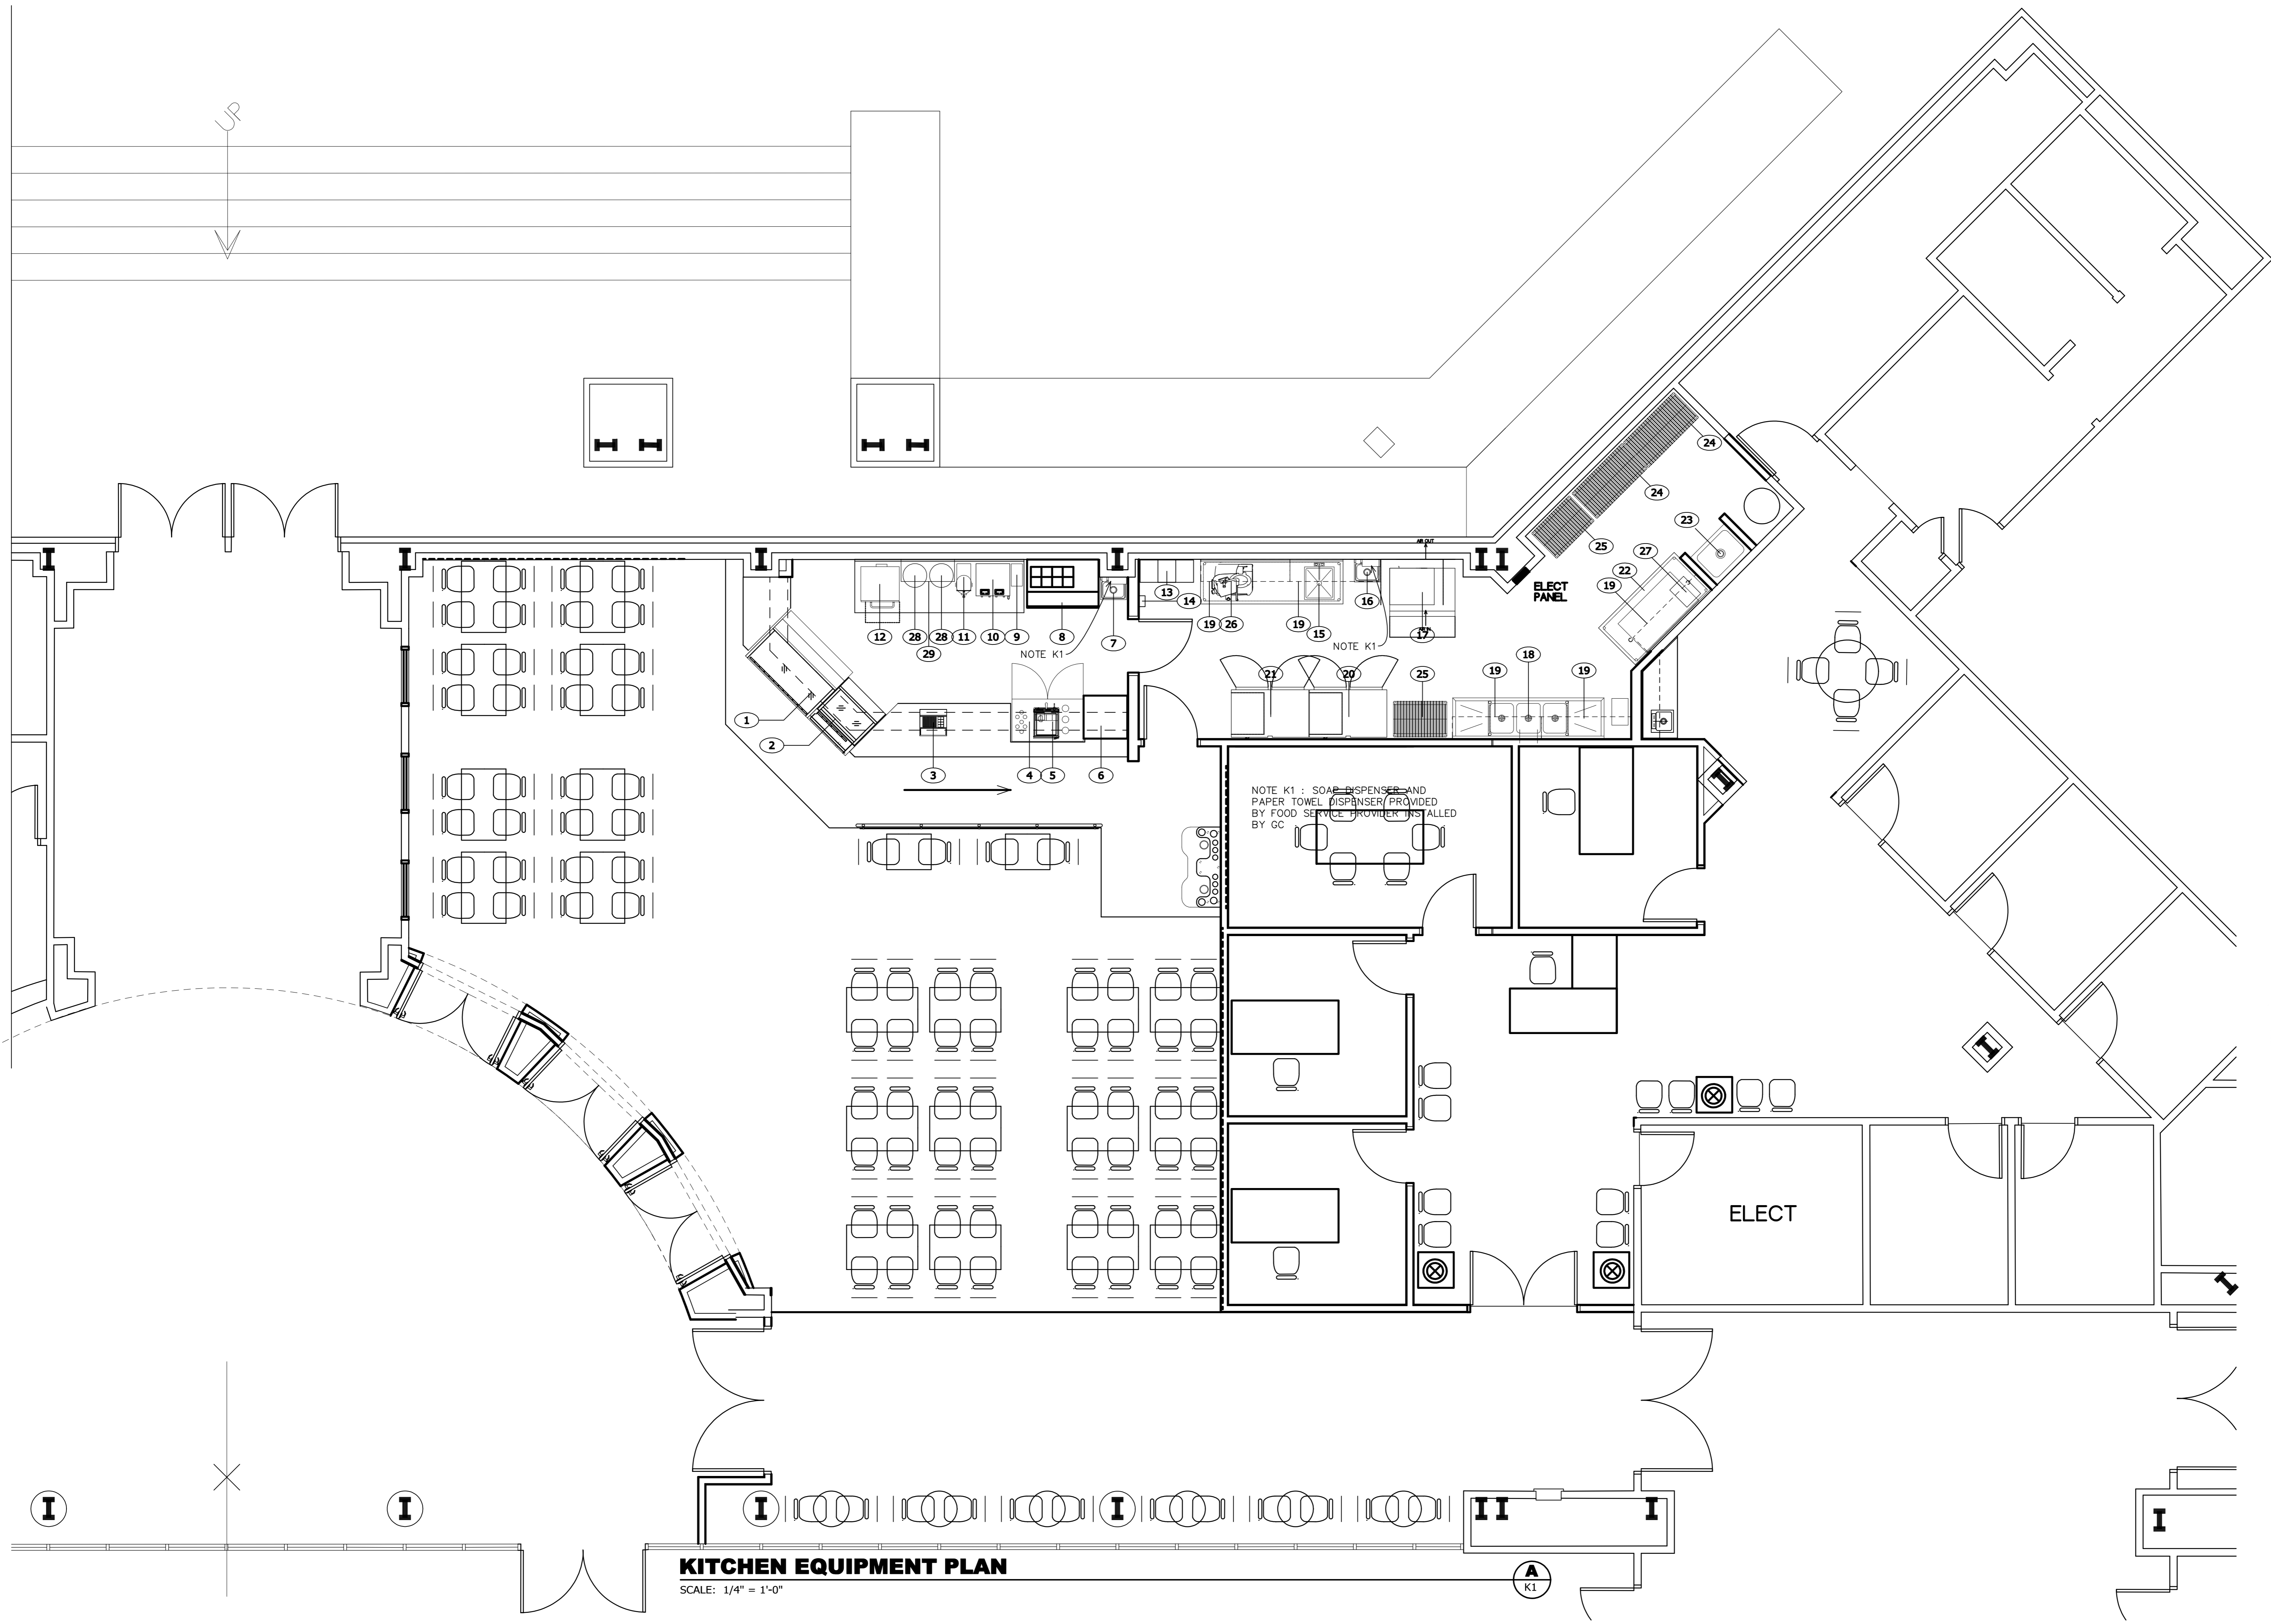 UP
24
24
23
25
27
22
19
ELECT
PANEL
AIR OUT
13
14
16
12
28
28
11
10
9
8
7
19
26
19
15
17
29
NOTE K1
NOTE K1
18
21
20
25
19
19
1
2
3
4
5
6
NOTE K1 : SOAP DISPENSER AND
PAPER TOWEL DISPENSER PROVIDED
BY FOOD SERVICE PROVIDER INSTALLED
BY GC
ELECT
KITCHEN EQUIPMENT PLAN
SCALE: 1/4" = 1'-0"
A
K1